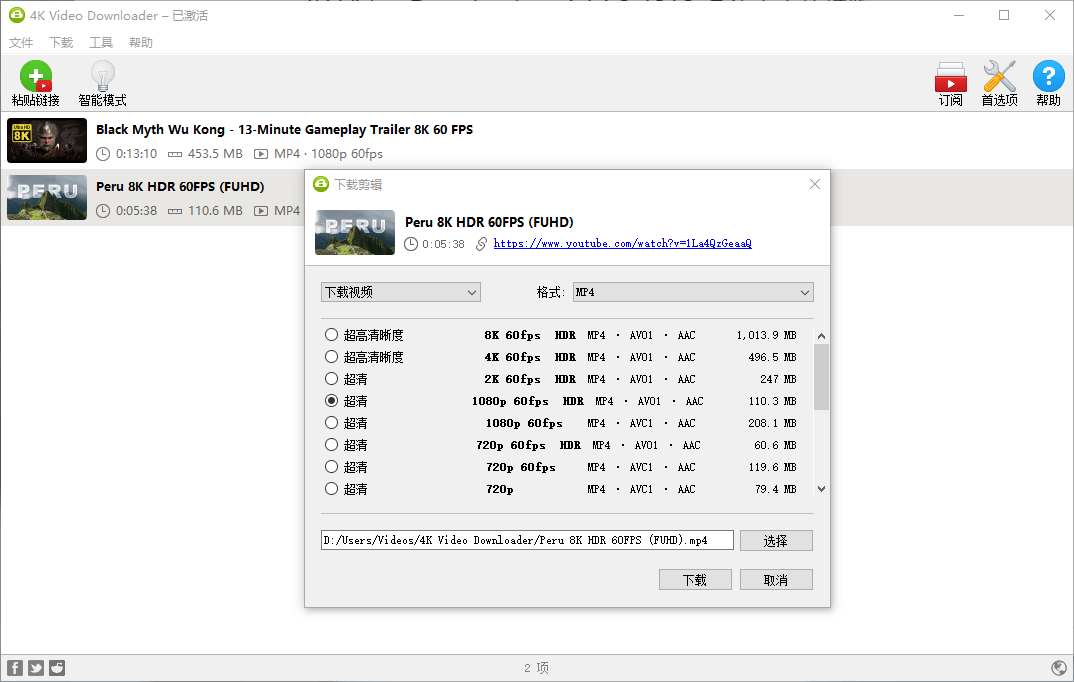 4K Video Downloader – 已激活
文件 下载 工具 帮助
粘贴链接 智能模式 订阅 首选项 帮助
Ultra HD 8K
Black Myth Wu Kong - 13-Minute Gameplay Trailer 8K 60 FPS
0:13:10 453.5 MB MP4 · 1080p 60fps
PERU
Peru 8K HDR 60FPS (FUHD)
0:05:38 110.6 MB MP4
下载剪辑
PERU
Peru 8K HDR 60FPS (FUHD)
0:05:38 https://www.youtube.com/watch?v=1La4QzGeaaQ
下载视频 格式: MP4
超高清晰度 8K 60fps HDR MP4 · AV01 · AAC 1,013.9 MB
超高清晰度 4K 60fps HDR MP4 · AV01 · AAC 496.5 MB
超清 2K 60fps HDR MP4 · AV01 · AAC 247 MB
超清 1080p 60fps HDR MP4 · AV01 · AAC 110.3 MB
超清 1080p 60fps MP4 · AVC1 · AAC 208.1 MB
超清 720p 60fps HDR MP4 · AV01 · AAC 60.6 MB
超清 720p 60fps MP4 · AVC1 · AAC 119.6 MB
超清 720p MP4 · AVC1 · AAC 79.4 MB
D:/Users/Videos/4K Video Downloader/Peru 8K HDR 60FPS (FUHD).mp4 选择
下载 取消
2 项